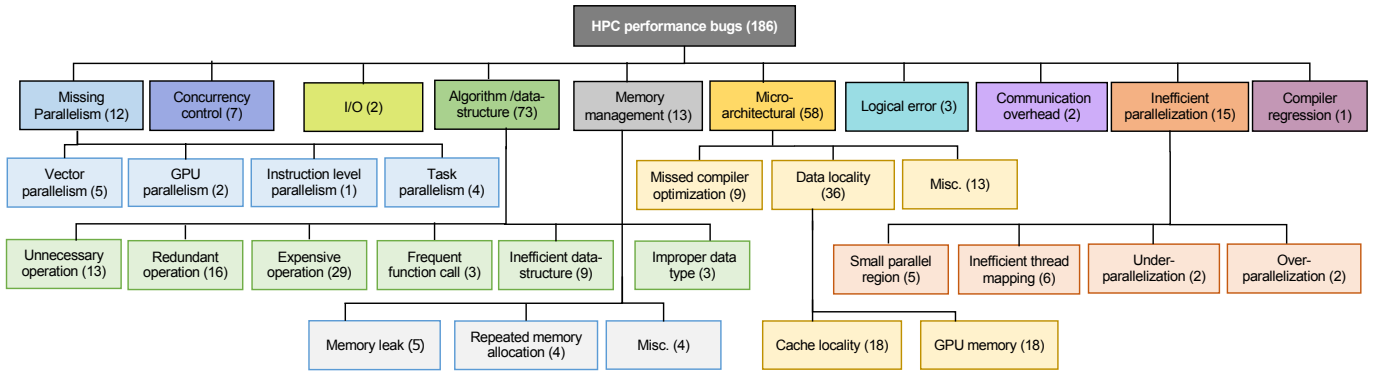 HPC performance bugs (186)
Missing
Parallelism (12)
Concurrency
control (7)
I/O (2)
Algorithm /data-
structure (73)
Memory
management (13)
Micro-
architectural (58)
Logical error (3)
Communication
overhead (2)
Inefficient
parallelization (15)
Compiler
regression (1)
Vector
parallelism (5)
GPU
parallelism (2)
Instruction level
parallelism (1)
Task
parallelism (4)
Missed compiler
optimization (9)
Data locality
(36)
Misc. (13)
Unnecessary
operation (13)
Redundant
operation (16)
Expensive
operation (29)
Frequent
function call (3)
Inefficient data-
structure (9)
Improper data
type (3)
Small parallel
region (5)
Inefficient thread
mapping (6)
Under-
parallelization (2)
Over-
parallelization (2)
Memory leak (5)
Repeated memory
allocation (4)
Misc. (4)
Cache locality (18)
GPU memory (18)